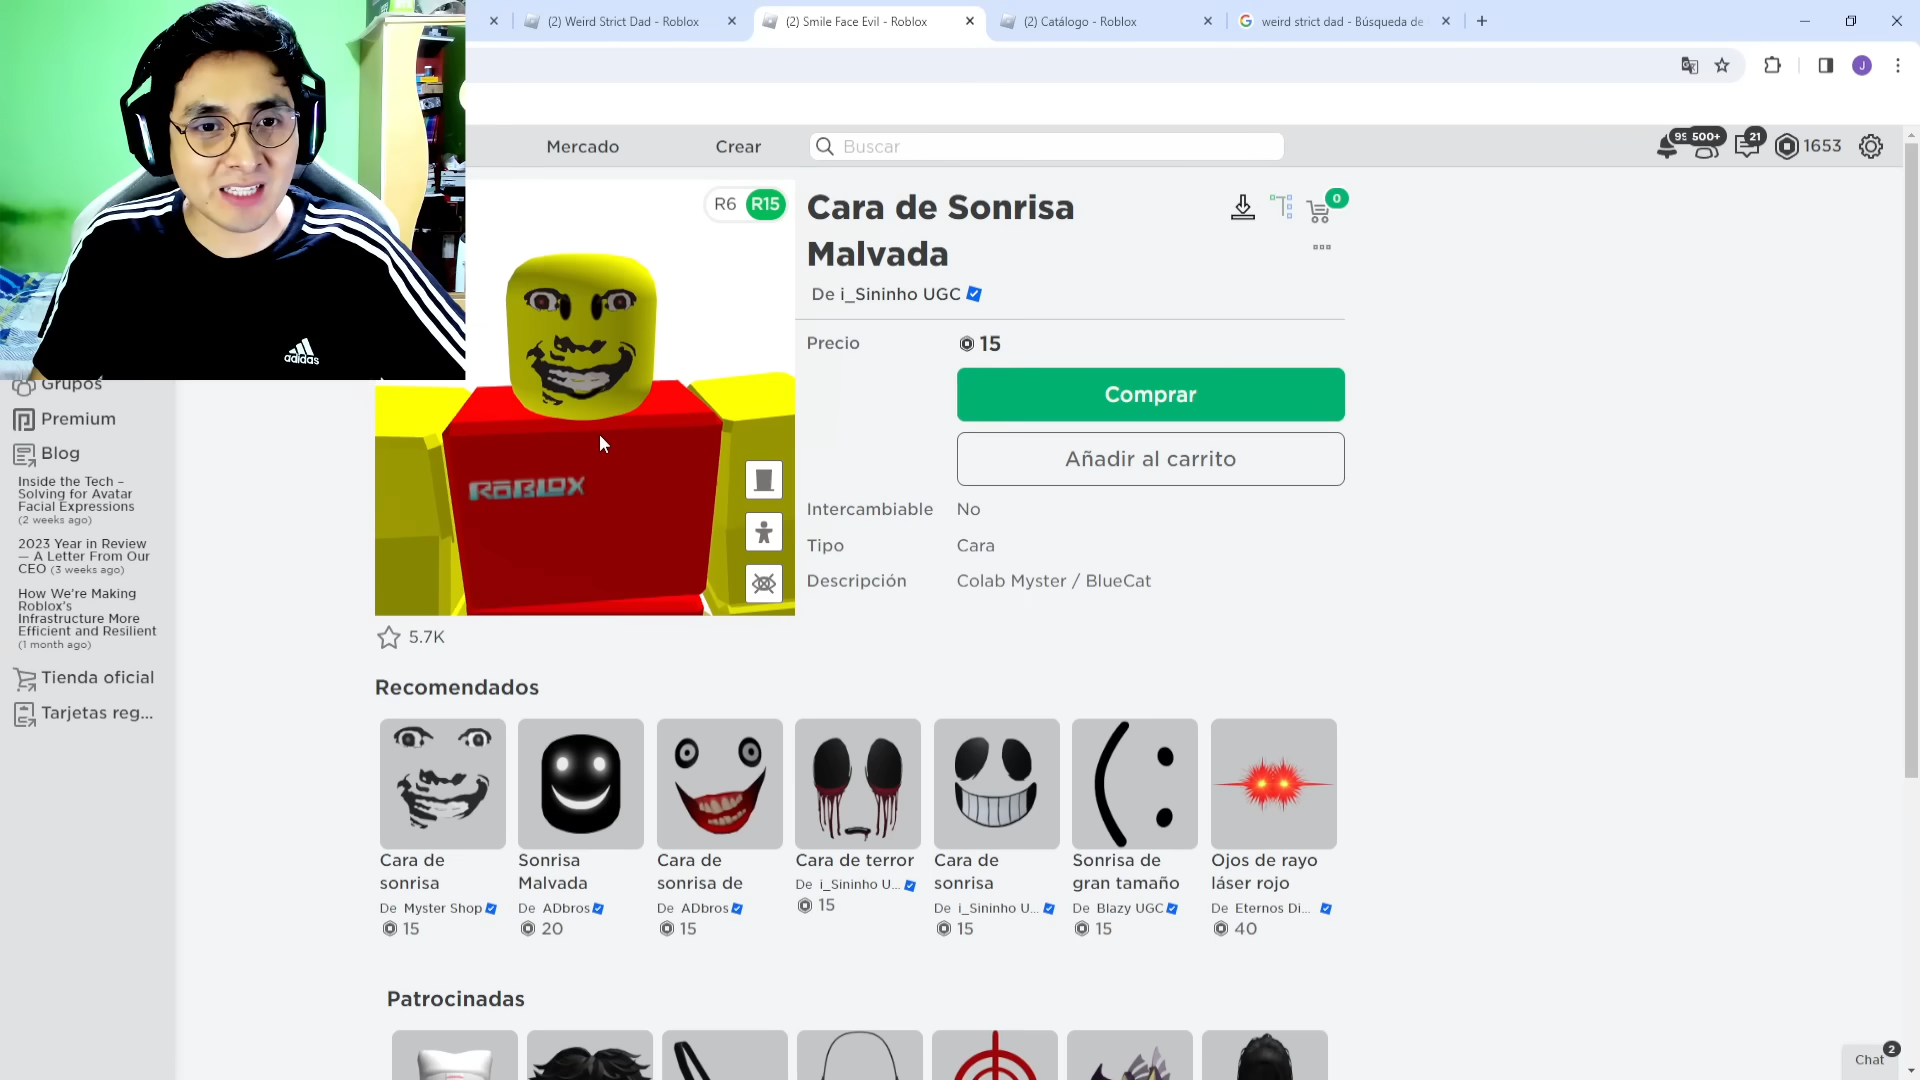 (2) Weird Strict Dad - Roblox
(2) Smile Face Evil - Roblox
(2) Catálogo - Roblox
weird strict dad - Búsqueda de
J
Mercado
Crear
Buscar
500+
21
1653
adidas
R6
R15
ROBLOX
Cara de Sonrisa
Malvada
0
De i_Sininho UGC
Precio
15
Comprar
Añadir al carrito
Intercambiable
No
Tipo
Cara
Descripción
Colab Myster / BlueCat
5.7K
Grupos
Premium
Blog
Inside the Tech –
Solving for Avatar
Facial Expressions
(2 weeks ago)
2023 Year in Review
— A Letter From Our
CEO (3 weeks ago)
How We're Making
Roblox's
Infrastructure More
Efficient and Resilient
(1 month ago)
Tienda oficial
Tarjetas reg...
Recomendados
Cara de
sonrisa
De Myster Shop
15
Sonrisa
Malvada
De ADbros
20
Cara de
sonrisa de
De ADbros
15
Cara de terror
De i_Sininho U...
15
Cara de
sonrisa
De i_Sininho U...
15
Sonrisa de
gran tamaño
De Blazy UGC
15
Ojos de rayo
láser rojo
De Eternos Di...
40
Patrocinadas
Chat
2